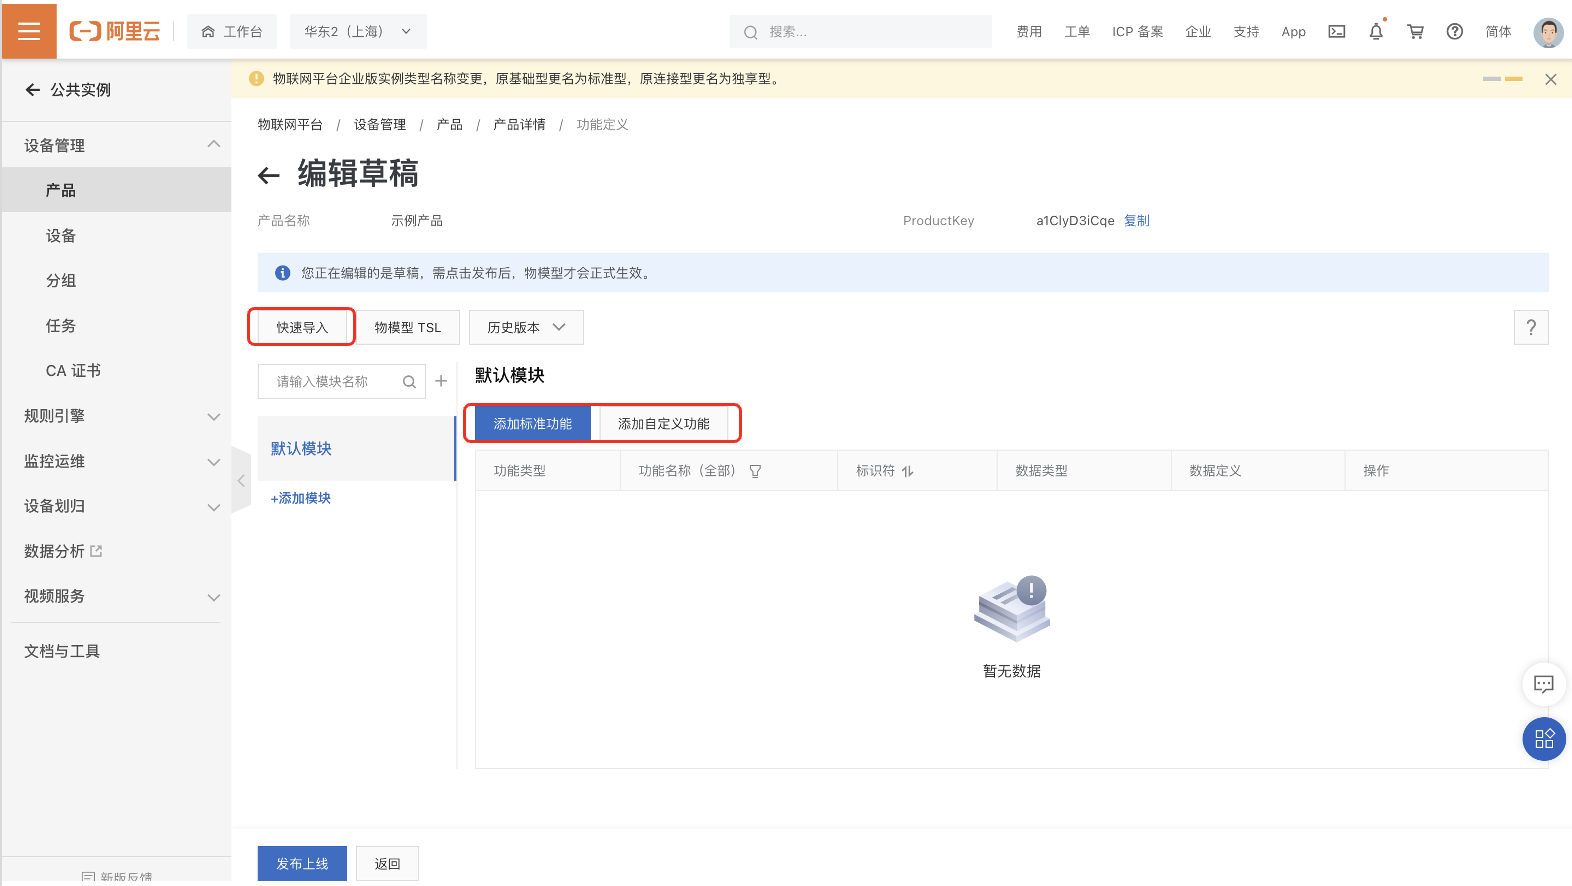 阿里云
工作台
华东2（上海）
搜索...
费用
工单
ICP 备案
企业
支持
App
简体
公共实例
设备管理
产品
设备
分组
任务
CA 证书
规则引擎
监控运维
设备划归
数据分析
视频服务
文档与工具
新版反馈
物联网平台企业版实例类型名称变更，原基础型更名为标准型，原连接型更名为独享型。
物联网平台 / 设备管理 / 产品 / 产品详情 / 功能定义
编辑草稿
产品名称 示例产品 ProductKey a1ClyD3iCqe 复制
您正在编辑的是草稿，需点击发布后，物模型才会正式生效。
快速导入 物模型 TSL 历史版本 ?
请输入模块名称
默认模块
+添加模块
默认模块
添加标准功能 添加自定义功能
功能类型 功能名称（全部） 标识符 数据类型 数据定义 操作
暂无数据
发布上线 返回